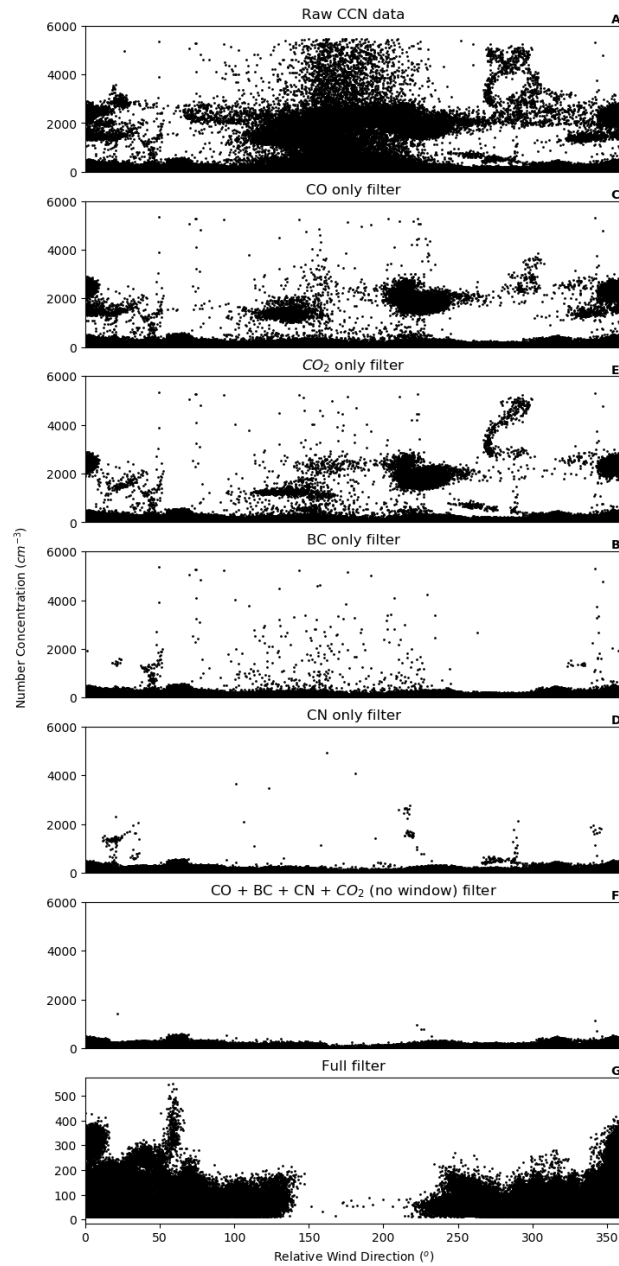 Raw CCN data
A
6000
4000
2000
0
CO only filter
C
6000
4000
2000
0
CO₂ only filter
E
6000
4000
2000
0
BC only filter
B
6000
4000
2000
0
CN only filter
D
6000
4000
2000
0
CO + BC + CN + CO₂ (no window) filter
F
6000
4000
2000
0
Full filter
G
500
400
300
200
100
0
0 50 100 150 200 250 300 350
Relative Wind Direction (⁰)
Number Concentration (cm⁻³)